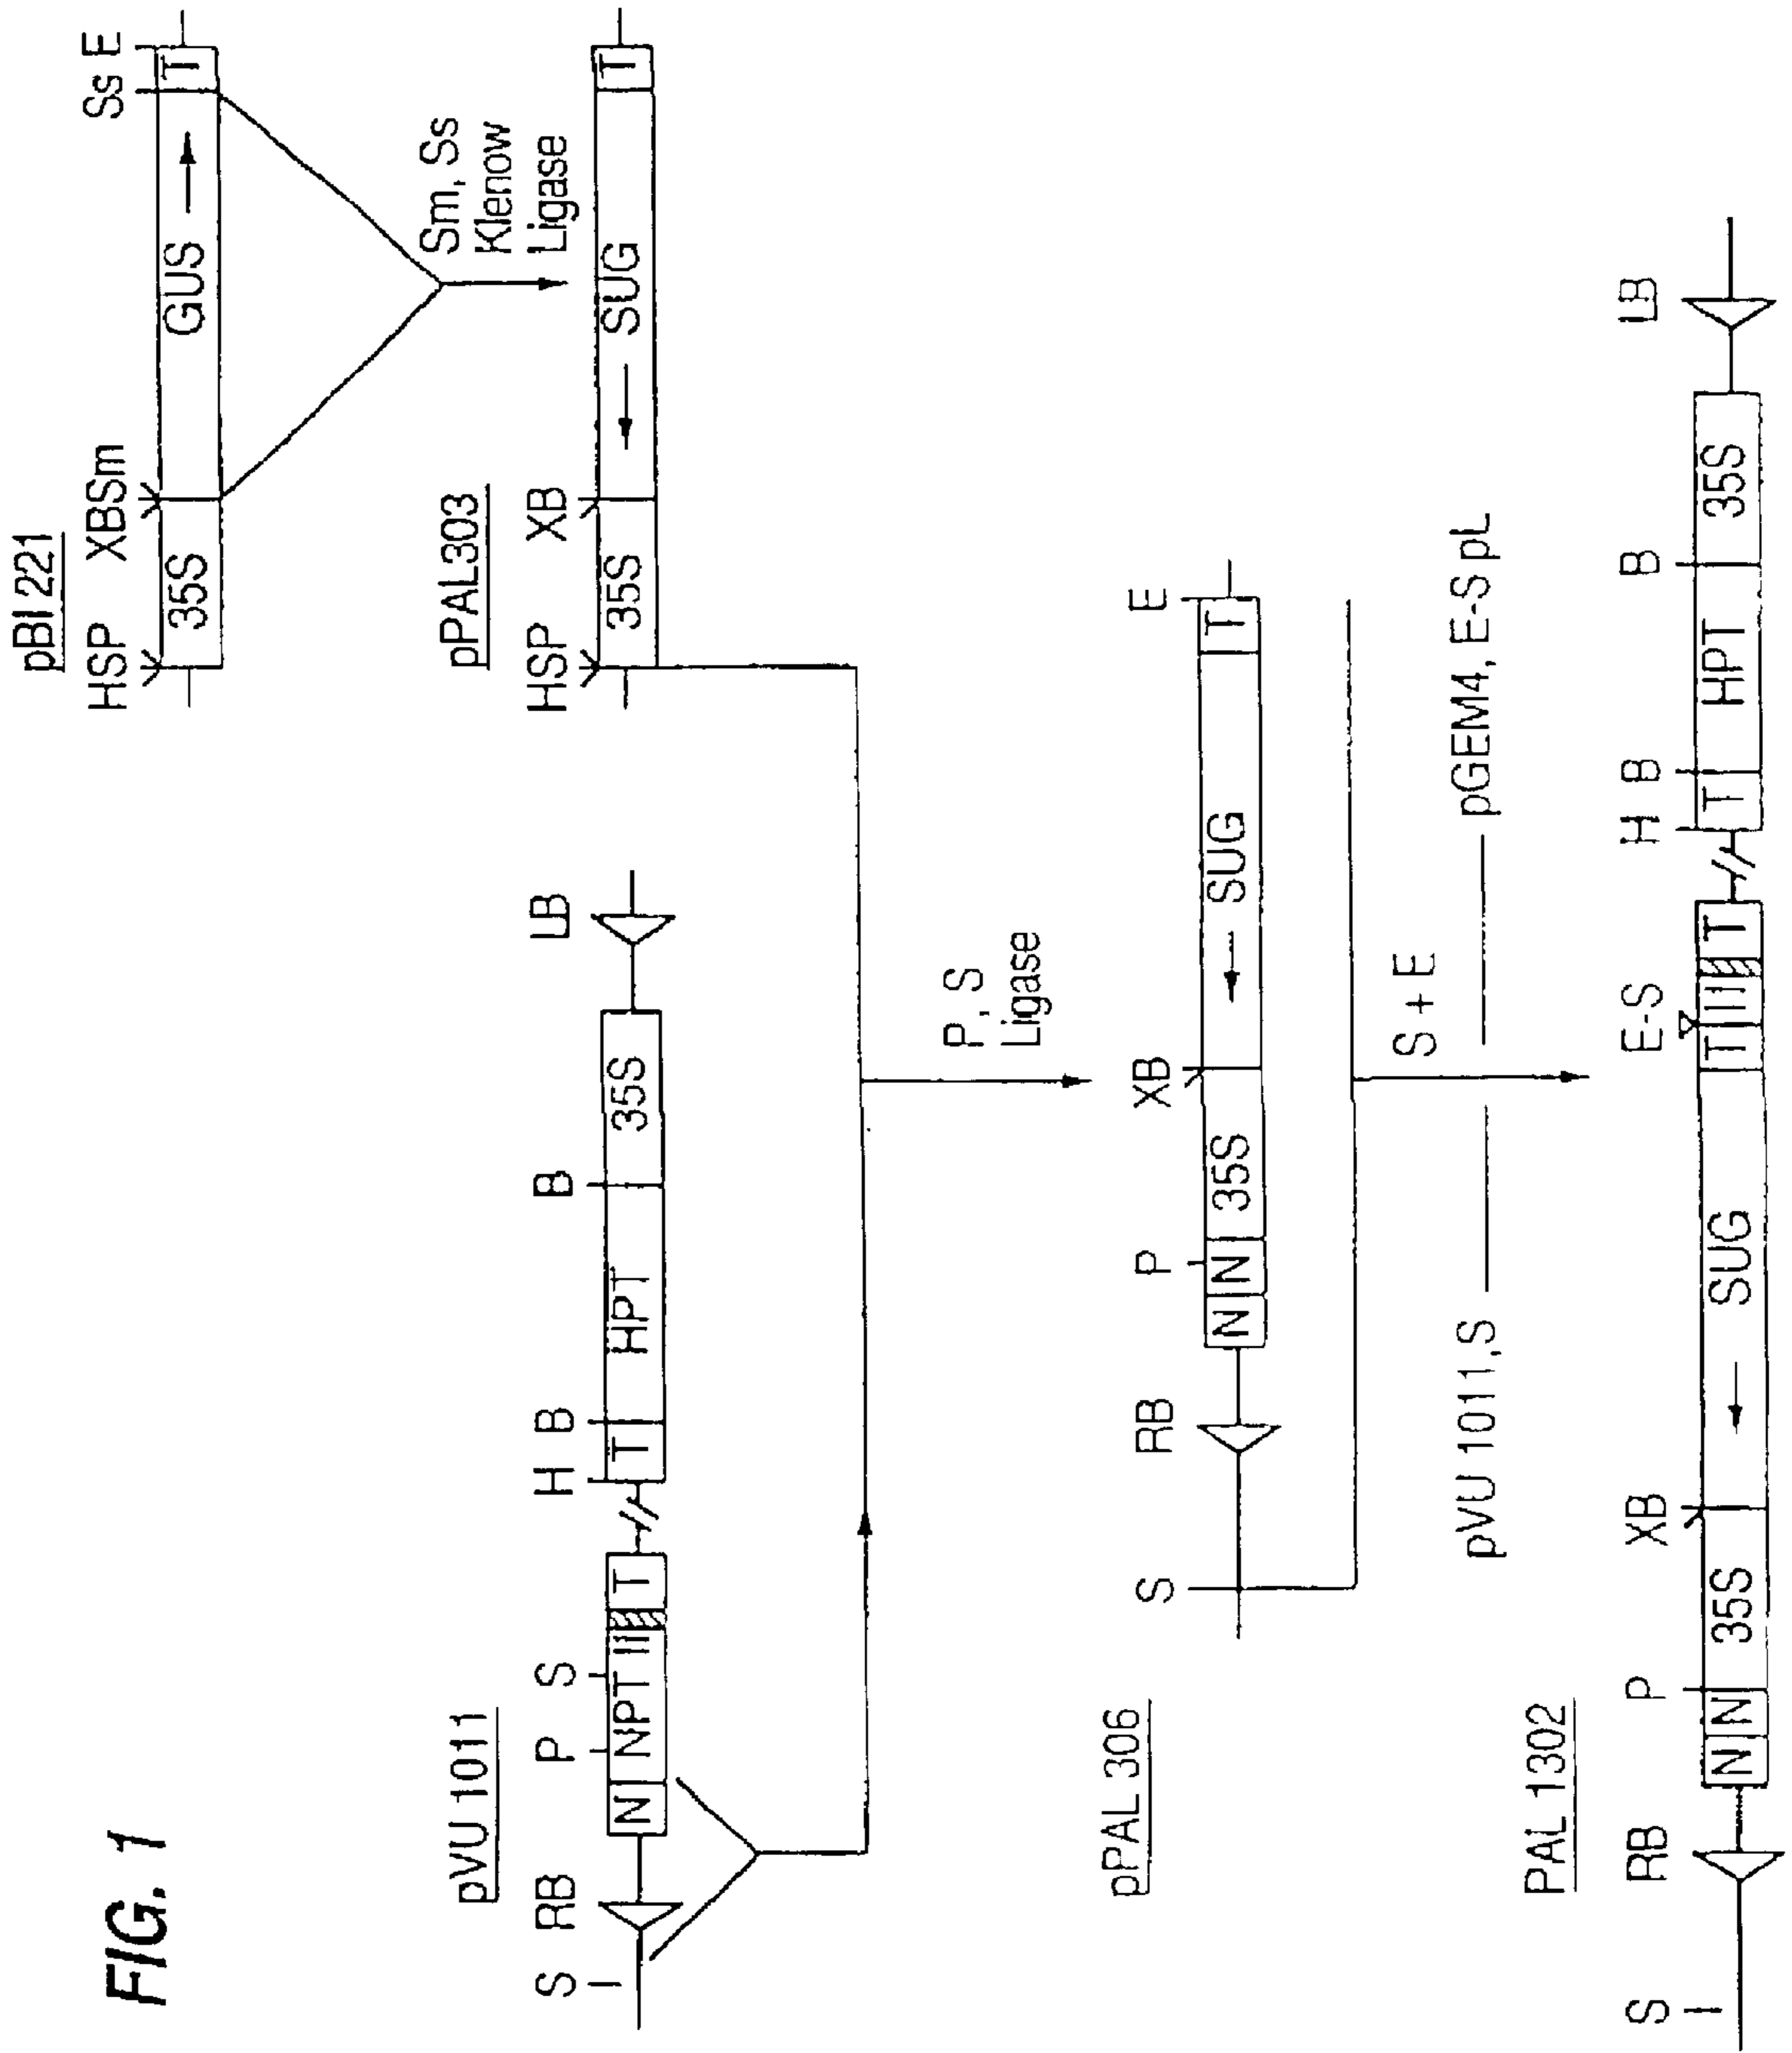 FIG. 1
pBI 221
HSP XBSm Ss E
35S GUS → T
Sm, Ss
Klenow
Ligase
pPAL303
HSP XB
35S ← SUG T
pVU 1011
S RB P S H B B LB
N NPT II T T HPT 35S
P, S
Ligase
pPAL 306
S RB P XB E
N N 35S ← SUG T
S + E
pVU 1011,S pGEM4, E-S pL
PAL 1302
S RB P XB E-S H B B LB
N N 35S ← SUG T II T T HPT 35S